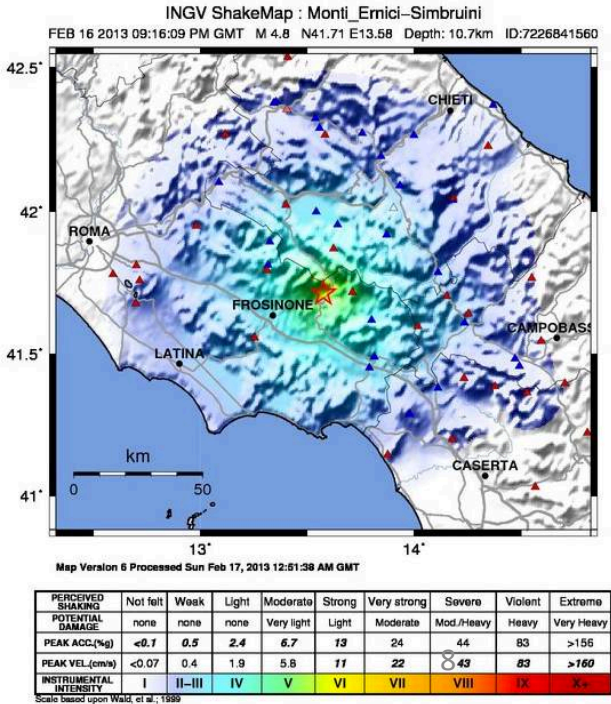 INGV ShakeMap : Monti_Ernici-Simbruini
FEB 16 2013 09:16:09 PM GMT M 4.8 N41.71 E13.58 Depth: 10.7km ID:7226841560
42.5˚
CHIETI
42˚
ROMA
FROSINONE
CAMPOBASS
41.5˚
LATINA
km
CASERTA
0 50
41˚
13˚ 14˚
Map Version 6 Processed Sun Feb 17, 2013 12:51:38 AM GMT
PERCEIVED SHAKING Not felt Weak Light Moderate Strong Very strong Severe Violent Extreme
POTENTIAL DAMAGE none none none Very light Light Moderate Mod./Heavy Heavy Very Heavy
PEAK ACC.(%g) <0.1 0.5 2.4 6.7 13 24 44 83 >156
PEAK VEL.(cm/s) <0.07 0.4 1.9 5.8 11 22 8 43 83 >160
INSTRUMENTAL INTENSITY I II-III IV V VI VII VIII IX X+
Scale based upon Wald, et al.; 1999